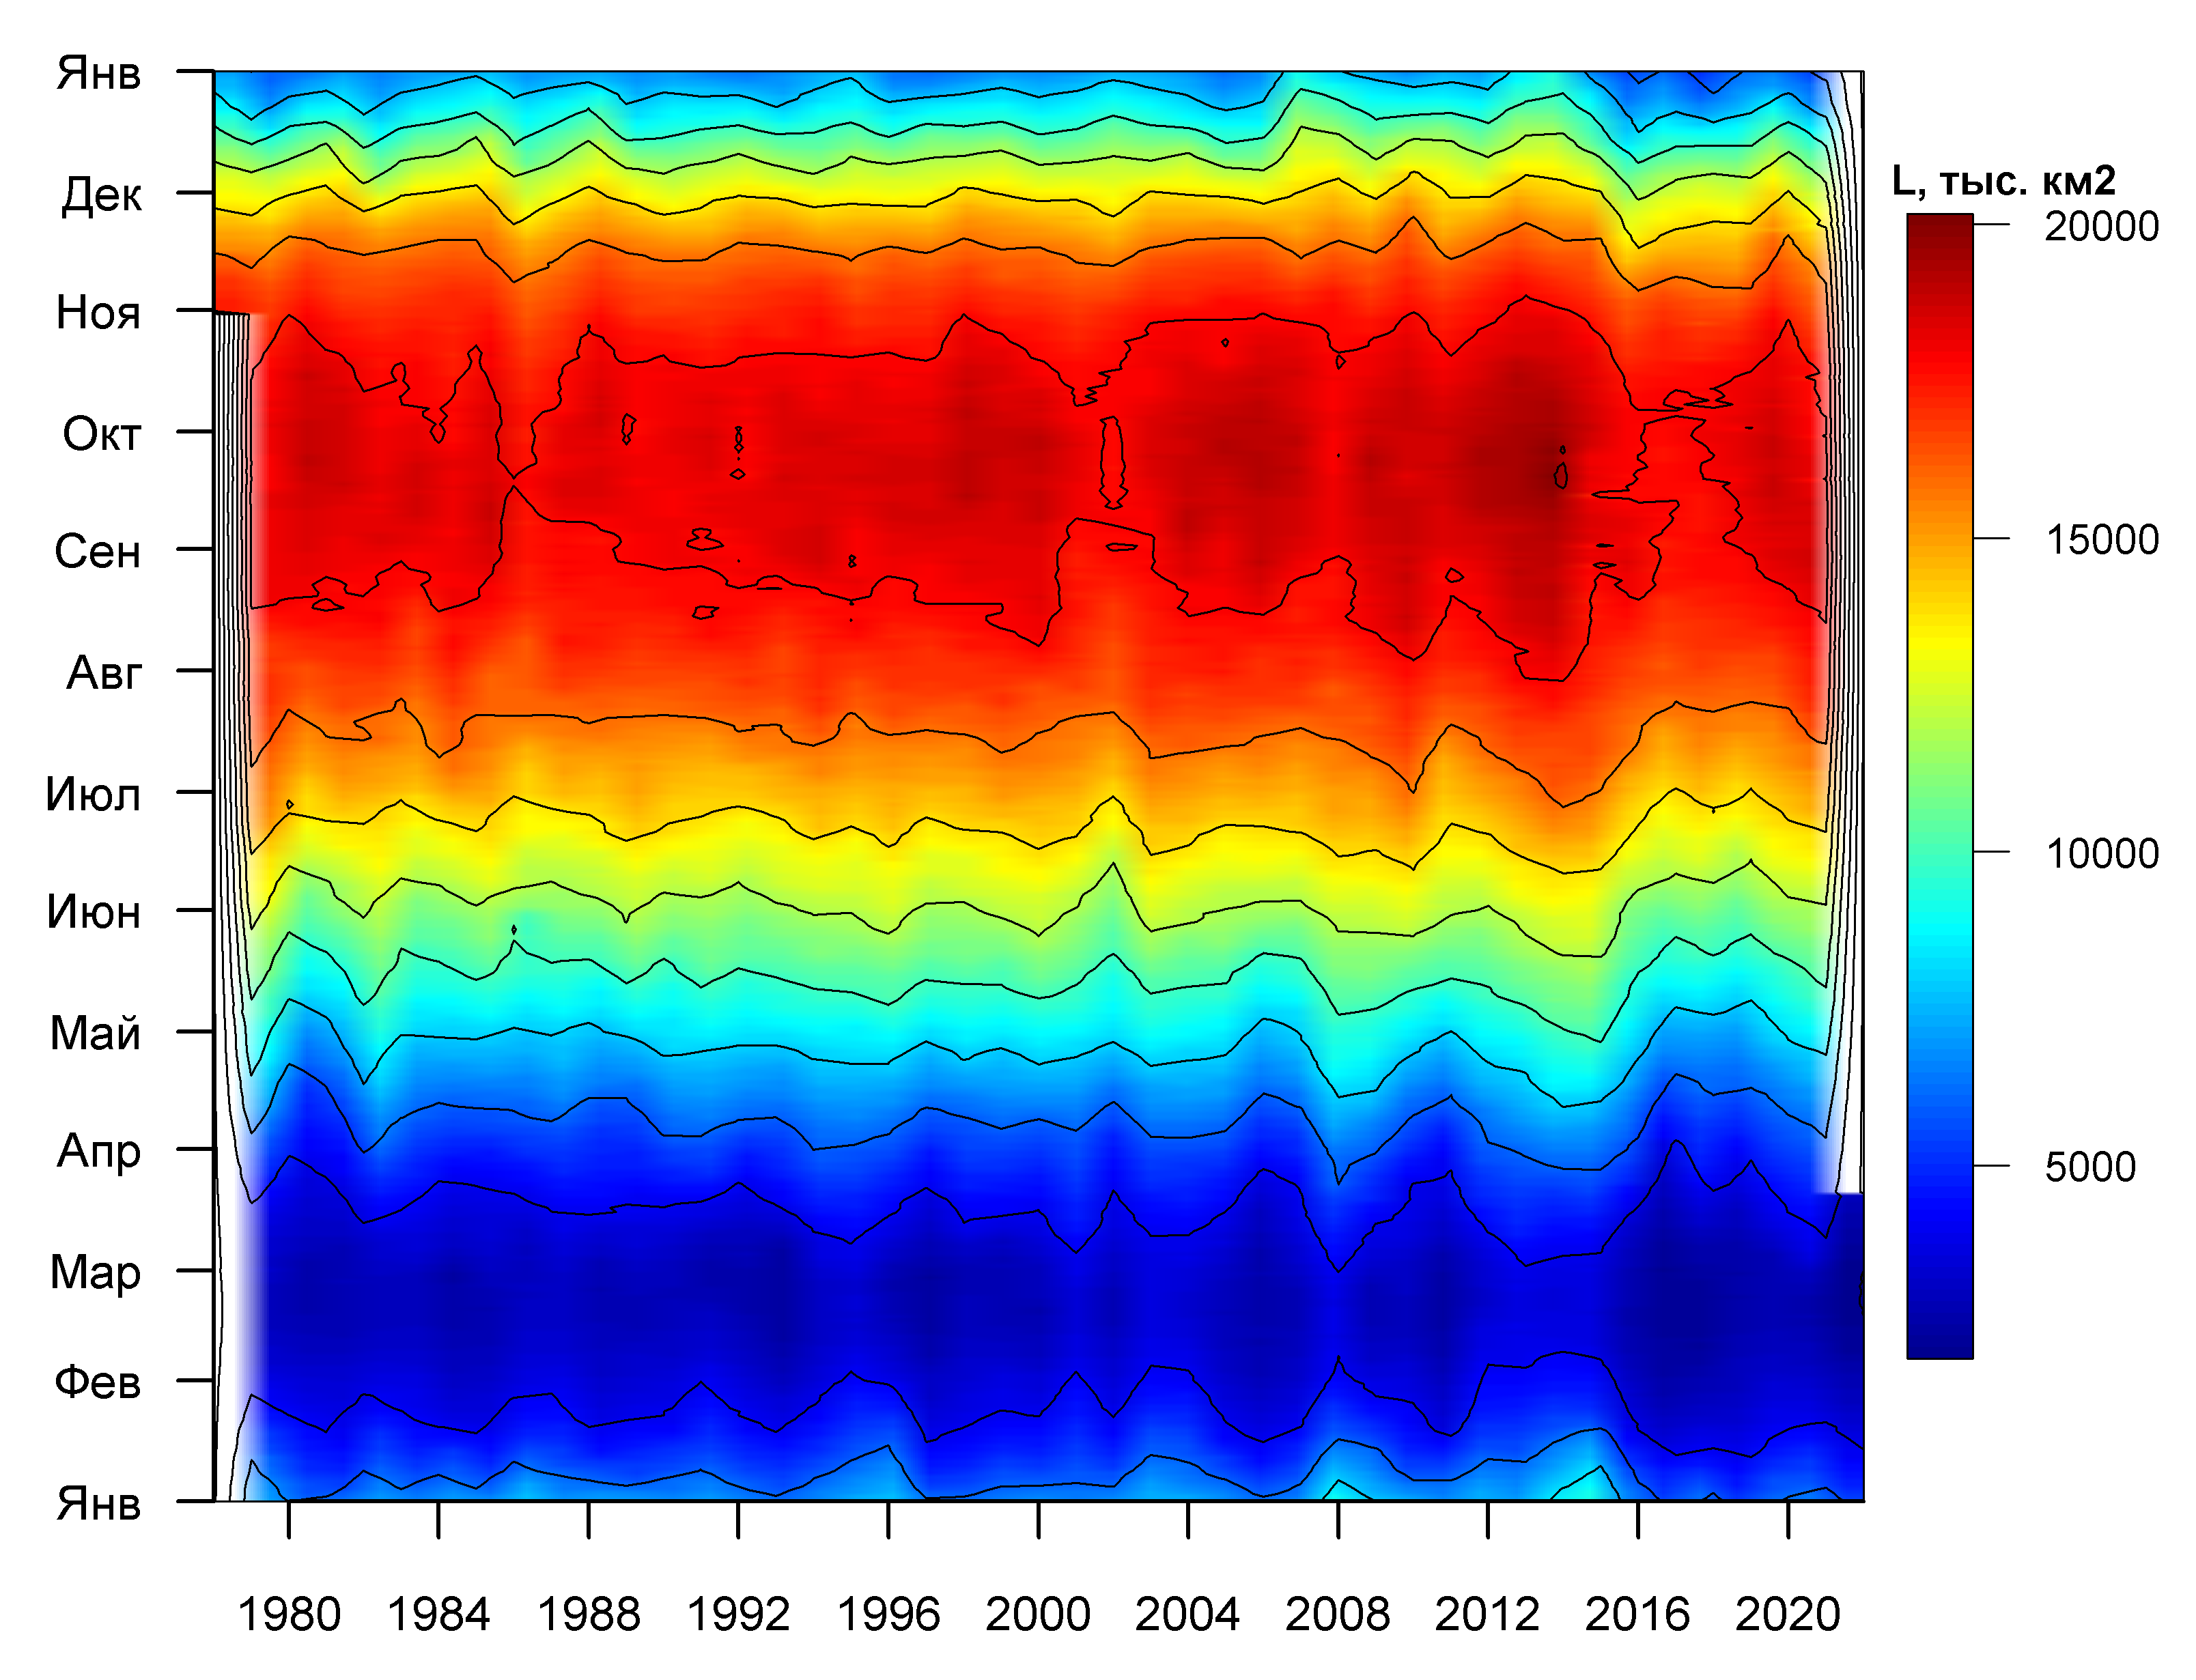 Янв
Дек
Ноя
Окт
Сен
Авг
Июл
Июн
Май
Апр
Мар
Фев
Янв
1980 1984 1988 1992 1996 2000 2004 2008 2012 2016 2020
L, тыс. км2
20000
15000
10000
5000